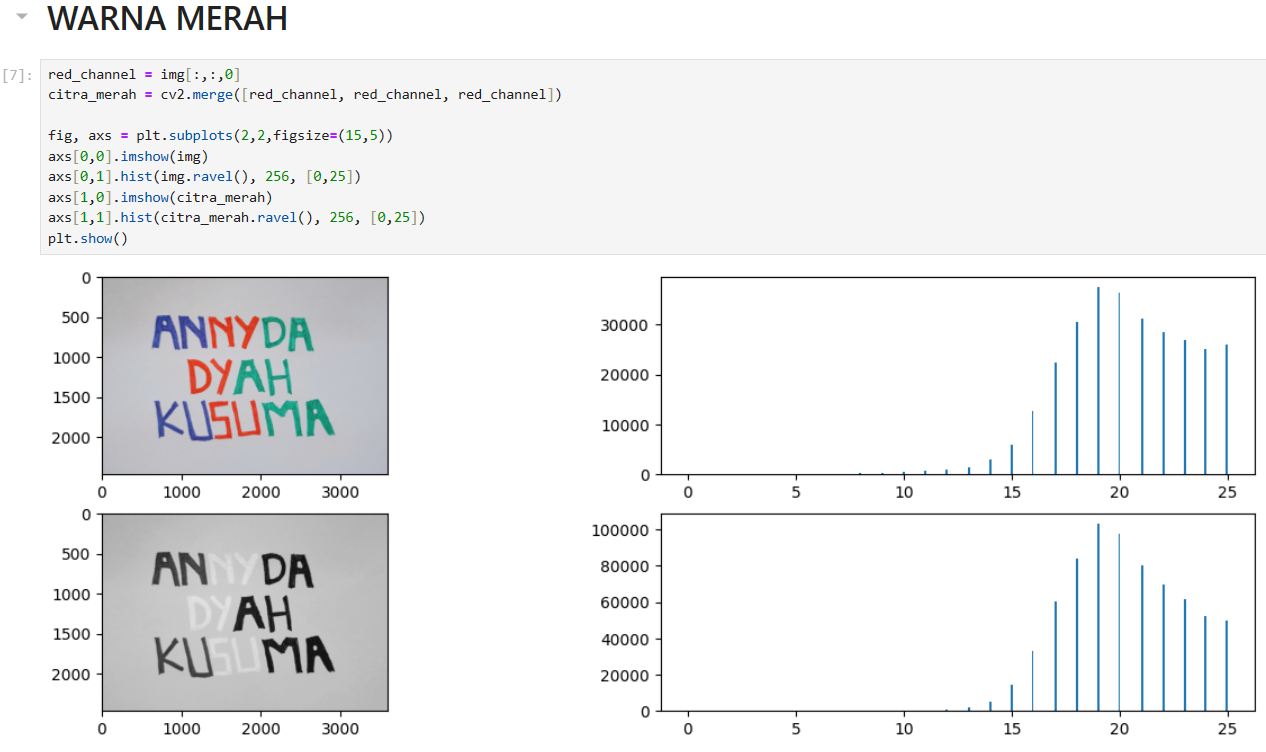 WARNA MERAH
[7]:
red_channel = img[:,:,0]
citra_merah = cv2.merge([red_channel, red_channel, red_channel])
fig, axs = plt.subplots(2,2,figsize=(15,5))
axs[0,0].imshow(img)
axs[0,1].hist(img.ravel(), 256, [0,25])
axs[1,0].imshow(citra_merah)
axs[1,1].hist(citra_merah.ravel(), 256, [0,25])
plt.show()
0
500
1000
1500
2000
ANNYDA
DYAH
KUSUMA
0 1000 2000 3000
30000
20000
10000
0
0 5 10 15 20 25
0
500
1000
1500
2000
ANNYDA
DYAH
KUSUMA
0 1000 2000 3000
100000
80000
60000
40000
20000
0
0 5 10 15 20 25